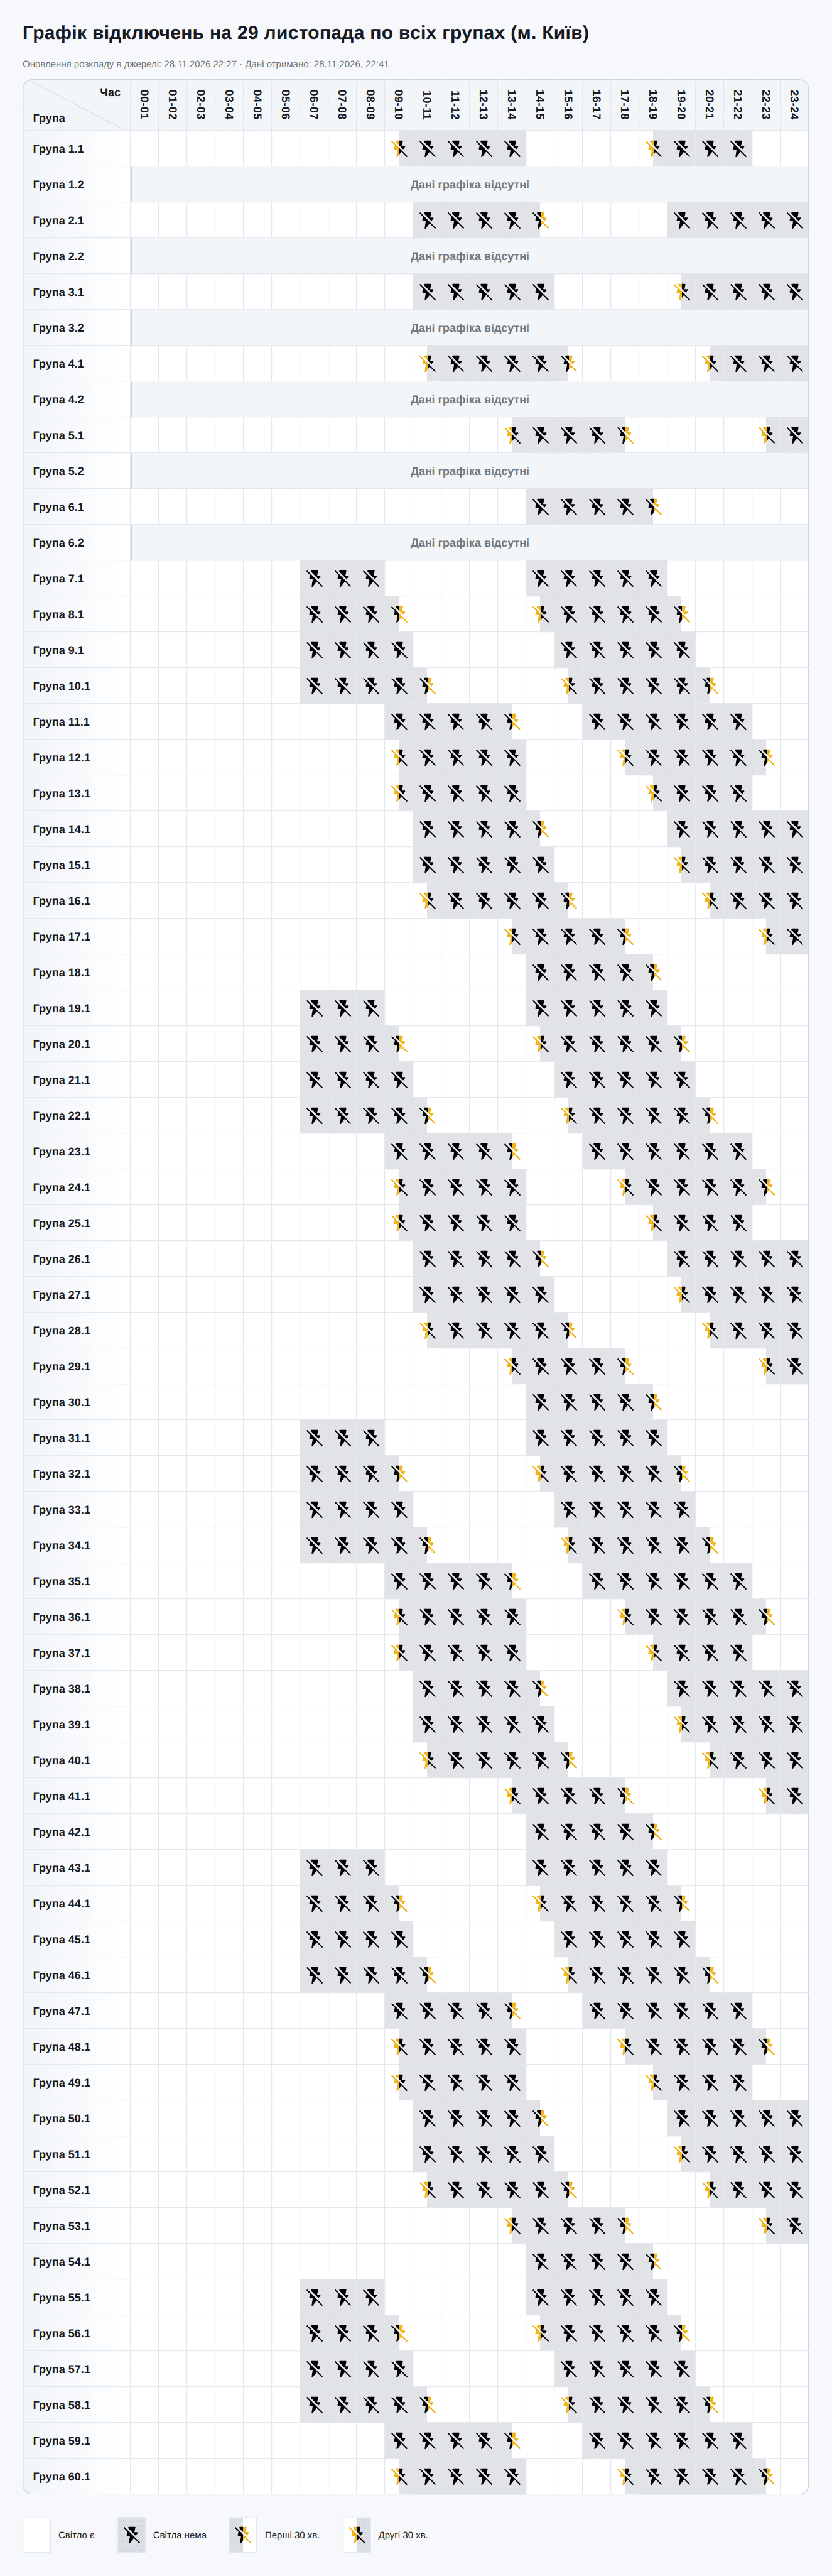 Графік відключень на 29 листопада по всіх групах (м. Київ)
Оновлення розкладу в джерелі: 28.11.2026 22:27 · Дані отримано: 28.11.2026, 22:41
Час
Група
00-01 01-02 02-03 03-04 04-05 05-06 06-07 07-08 08-09 09-10 10-11 11-12 12-13 13-14 14-15 15-16 16-17 17-18 18-19 19-20 20-21 21-22 22-23 23-24
Група 1.1
Група 1.2 Дані графіка відсутні
Група 2.1
Група 2.2 Дані графіка відсутні
Група 3.1
Група 3.2 Дані графіка відсутні
Група 4.1
Група 4.2 Дані графіка відсутні
Група 5.1
Група 5.2 Дані графіка відсутні
Група 6.1
Група 6.2 Дані графіка відсутні
Група 7.1
Група 8.1
Група 9.1
Група 10.1
Група 11.1
Група 12.1
Група 13.1
Група 14.1
Група 15.1
Група 16.1
Група 17.1
Група 18.1
Група 19.1
Група 20.1
Група 21.1
Група 22.1
Група 23.1
Група 24.1
Група 25.1
Група 26.1
Група 27.1
Група 28.1
Група 29.1
Група 30.1
Група 31.1
Група 32.1
Група 33.1
Група 34.1
Група 35.1
Група 36.1
Група 37.1
Група 38.1
Група 39.1
Група 40.1
Група 41.1
Група 42.1
Група 43.1
Група 44.1
Група 45.1
Група 46.1
Група 47.1
Група 48.1
Група 49.1
Група 50.1
Група 51.1
Група 52.1
Група 53.1
Група 54.1
Група 55.1
Група 56.1
Група 57.1
Група 58.1
Група 59.1
Група 60.1
Світло є Світла нема Перші 30 хв. Другі 30 хв.